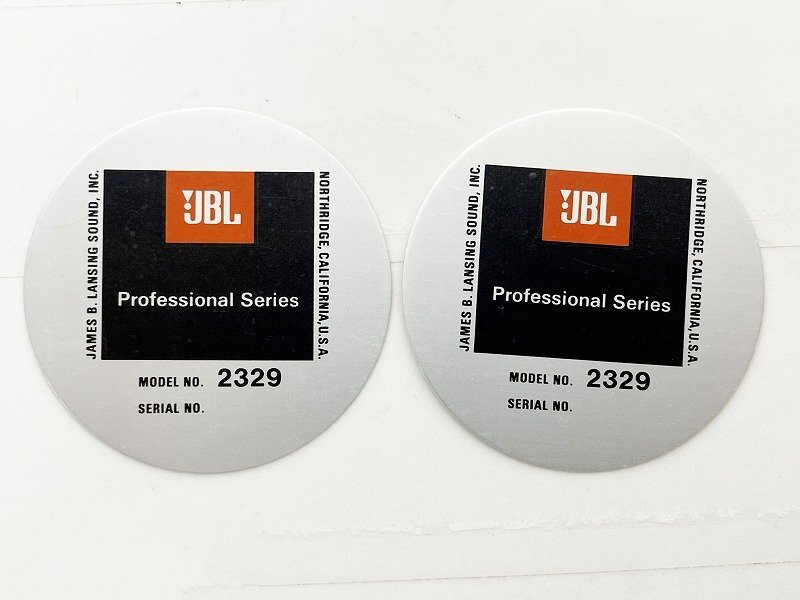 JBL
JAMES B. LANSING SOUND, INC.
Professional Series
NORTHRIDGE, CALIFORNIA, U.S.A.
MODEL NO. 2329
SERIAL NO.
JBL
JAMES B. LANSING SOUND, INC.
Professional Series
NORTHRIDGE, CALIFORNIA, U.S.A.
MODEL NO. 2329
SERIAL NO.